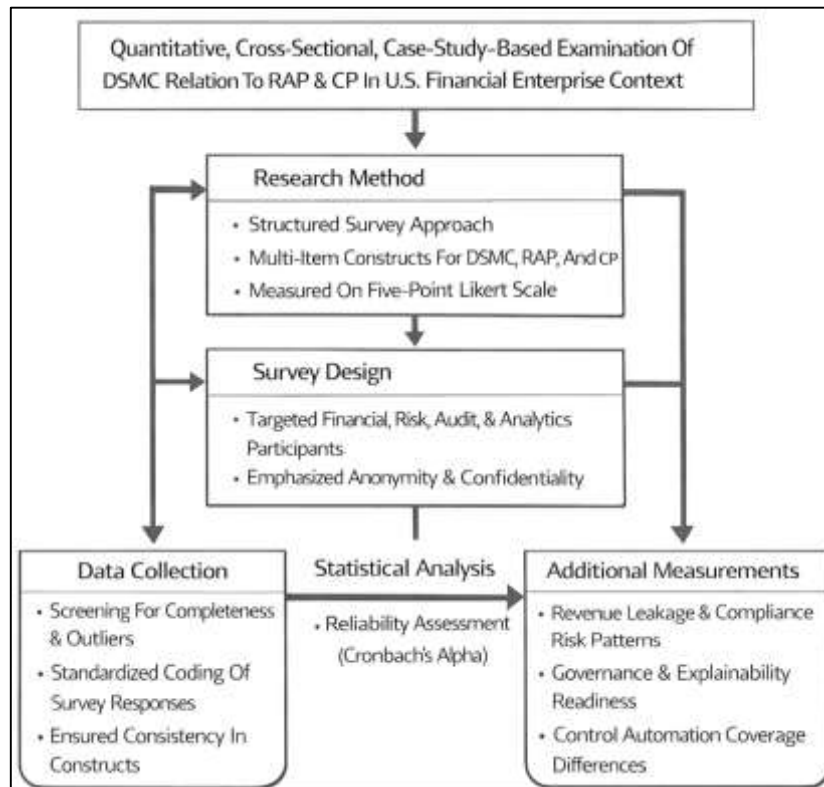 Quantitative, Cross-Sectional, Case-Study-Based Examination Of
DSMC Relation To RAP & CP In U.S. Financial Enterprise Context
Research Method
• Structured Survey Approach
• Multi-Item Constructs For DSMC, RAP, And CP
• Measured On Five-Point Likert Scale
Survey Design
• Targeted Financial, Risk, Audit, & Analytics
Participants
• Emphasized Anonymity & Confidentiality
Data Collection
• Screening For Completeness
& Outliers
• Standardized Coding Of
Survey Responses
• Ensured Consistency In
Constructs
Statistical Analysis
• Reliability Assessment
(Cronbach's Alpha)
Additional Measurements
• Revenue Leakage & Compliance
Risk Patterns
• Governance & Explainability
Readiness
• Control Automation Coverage
Differences